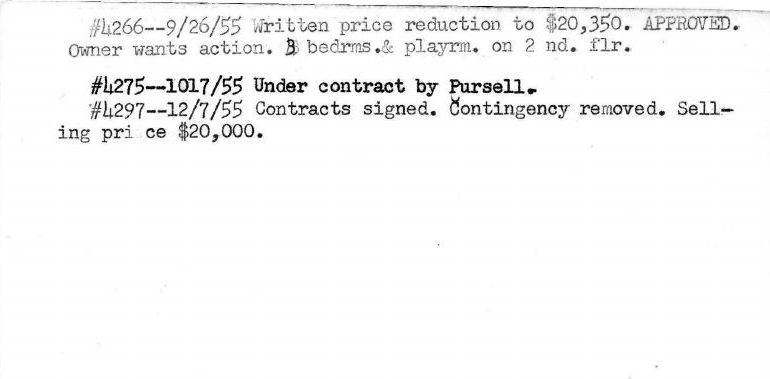 #4266--9/26/55 Written price reduction to $20,350. APPROVED.
Owner wants action. 3 bedrms.& playrm. on 2 nd. flr.
#4275--1017/55 Under contract by Pursell.
#4297--12/7/55 Contracts signed. Contingency removed. Sell-
ing pri ce $20,000.